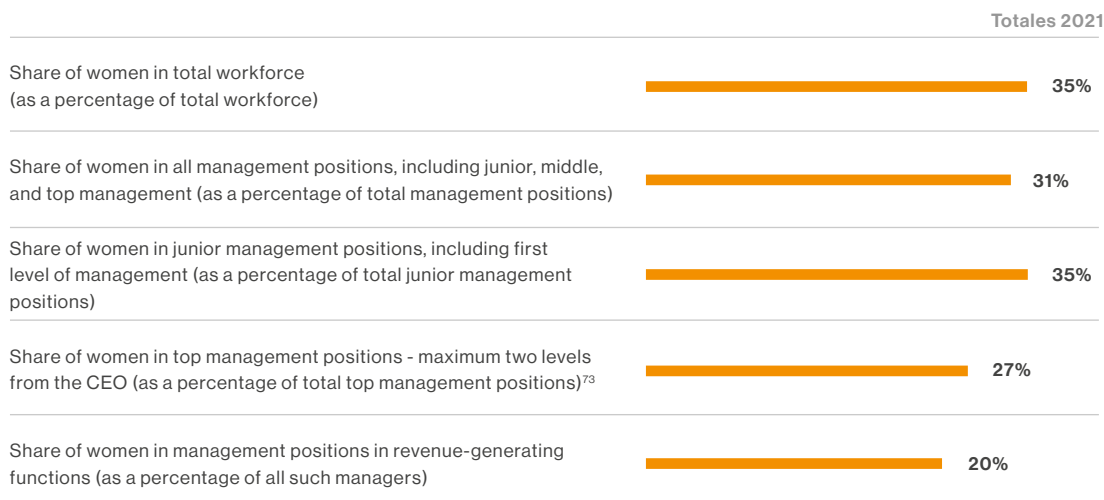 Totales 2021
Share of women in total workforce
(as a percentage of total workforce)
35%
Share of women in all management positions, including junior, middle,
and top management (as a percentage of total management positions)
31%
Share of women in junior management positions, including first
level of management (as a percentage of total junior management
positions)
35%
Share of women in top management positions - maximum two levels
from the CEO (as a percentage of total top management positions)⁷³
27%
Share of women in management positions in revenue-generating
functions (as a percentage of all such managers)
20%